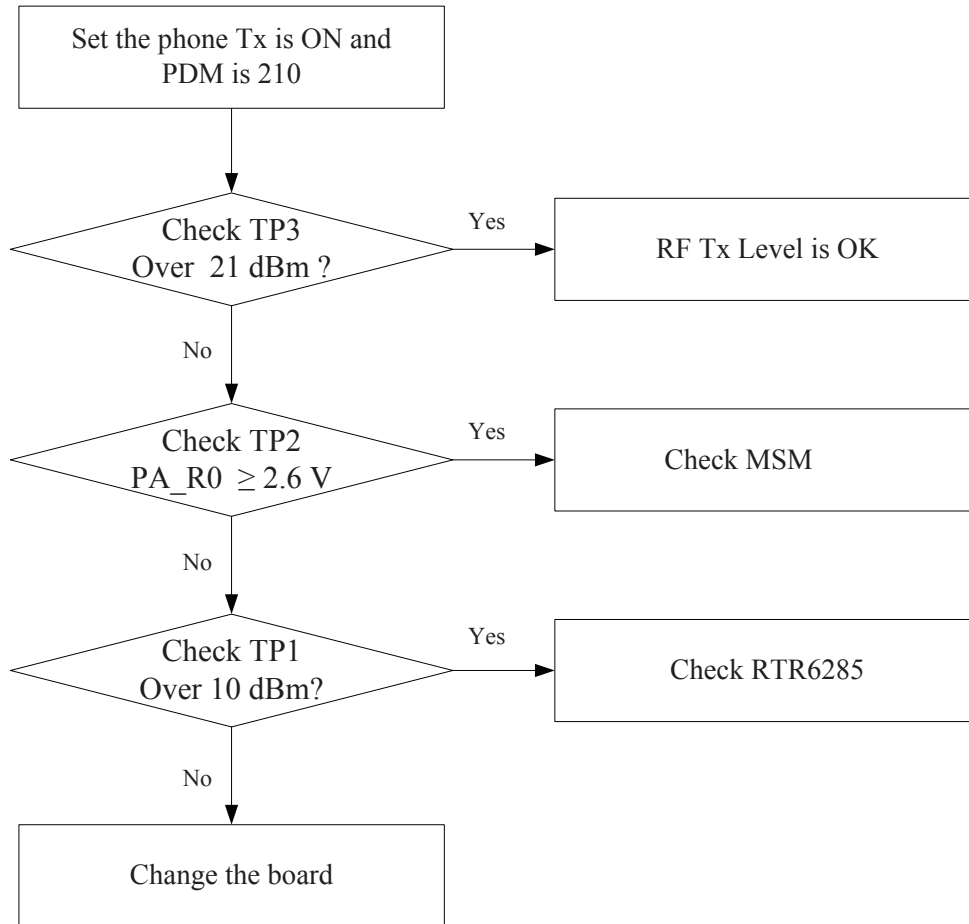 Set the phone Tx is ON and
PDM is 210
Check TP3
Over 21 dBm ?
Yes
RF Tx Level is OK
No
Check TP2
PA_R0 ≥ 2.6 V
Yes
Check MSM
No
Check TP1
Over 10 dBm?
Yes
Check RTR6285
No
Change the board